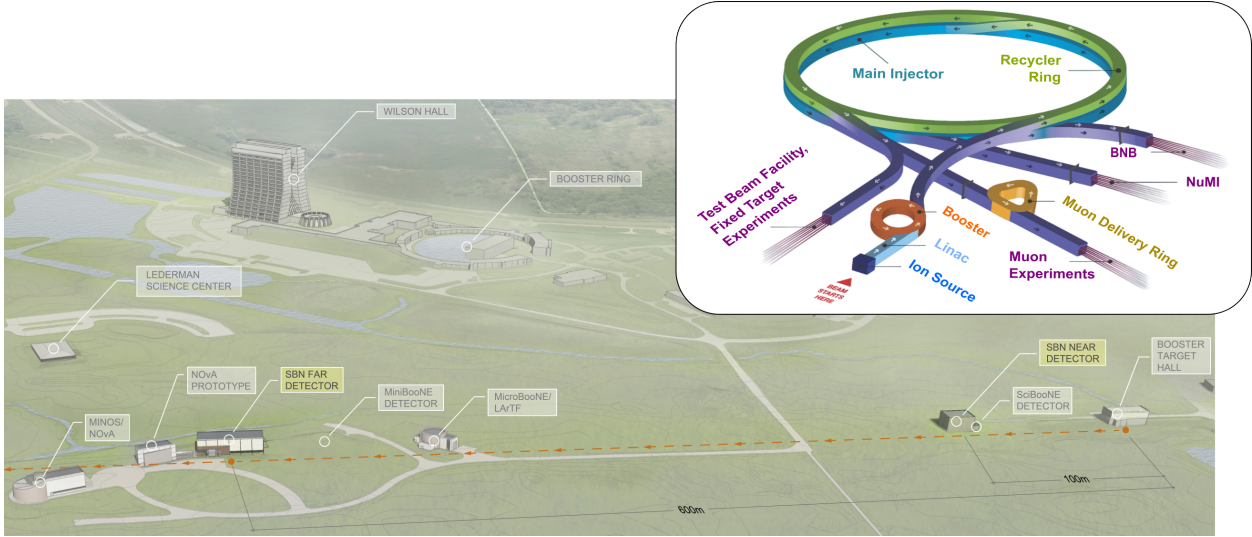 Main Injector
Recycler
Ring
BNB
NuMI
Test Beam Facility,
Fixed Target
Experiments
Booster
Linac
Ion Source
BEAM
STARTS
HERE
Muon Delivery Ring
Muon
Experiments
WILSON HALL
BOOSTER RING
LEDERMAN
SCIENCE CENTER
NOvA
PROTOTYPE
SBN FAR
DETECTOR
MiniBooNE
DETECTOR
MicroBooNE/
LArTF
MINOS/
NOvA
SBN NEAR
DETECTOR
SciBooNE
DETECTOR
BOOSTER
TARGET
HALL
100m
600m